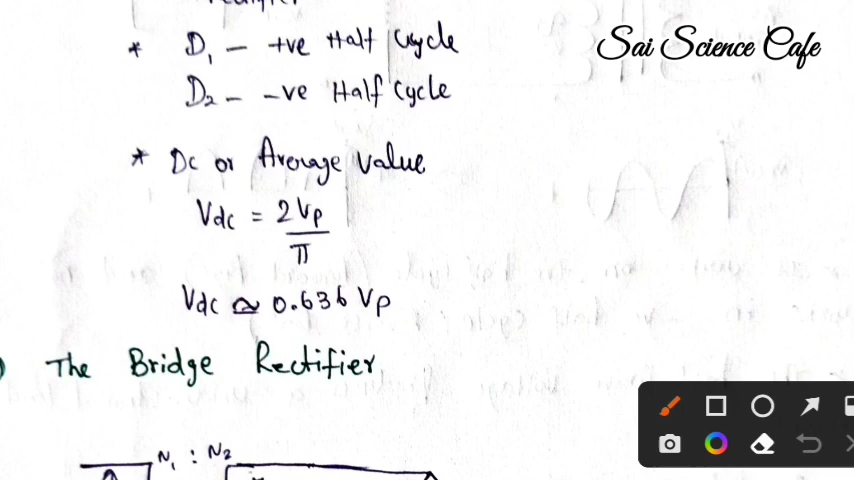 Sai Science Cafe
* D₁ – +ve Half Cycle
D₂ – -ve Half Cycle
* Dc or Average Value
Vdc = 2Vp
π
Vdc ≃ 0.636 Vp
) The Bridge Rectifier
N₁ : N₂